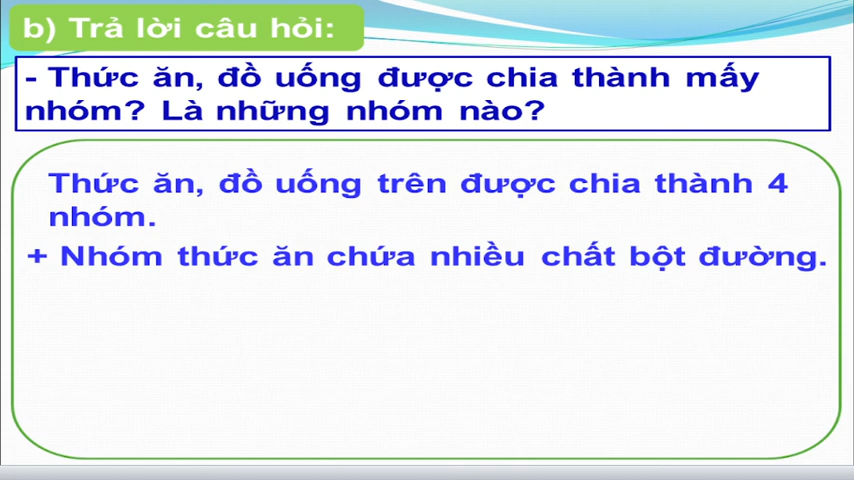 b) Trả lời câu hỏi:
- Thức ăn, đồ uống được chia thành mấy
nhóm? Là những nhóm nào?
Thức ăn, đồ uống trên được chia thành 4
nhóm.
+ Nhóm thức ăn chứa nhiều chất bột đường.